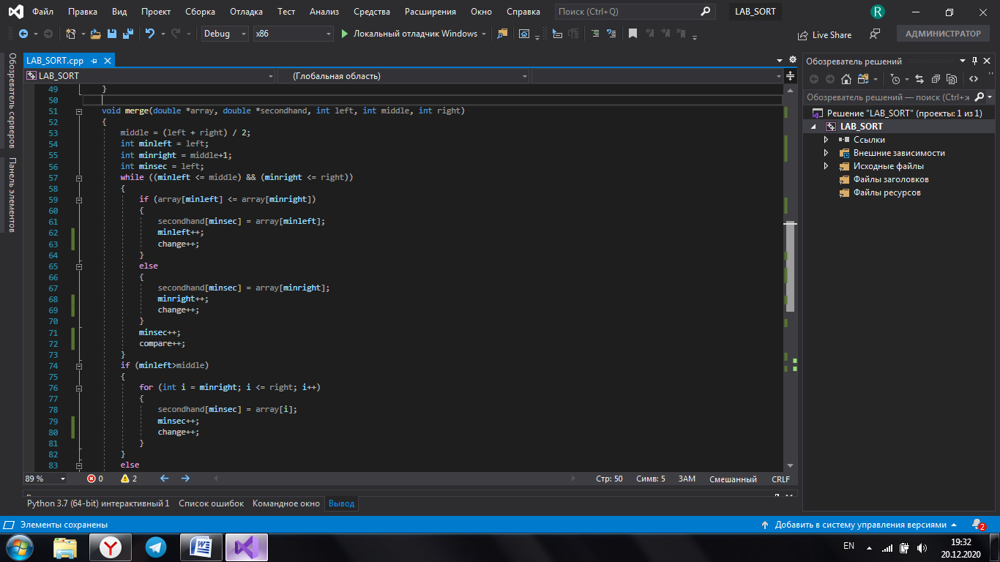 Файл Правка Вид Проект Сборка Отладка Тест Анализ Средства Расширения Окно Справка Поиск (Ctrl+Q) LAB_SORT R
Debug x86 Локальный отладчик Windows Live Share АДМИНИСТРАТОР
Обозреватель серверов
Панель элементов
LAB_SORT.cpp
LAB_SORT (Глобальная область)
49 }
50
51 void merge(double *array, double *secondhand, int left, int middle, int right)
52 {
53 middle = (left + right) / 2;
54 int minleft = left;
55 int minright = middle+1;
56 int minsec = left;
57 while ((minleft <= middle) && (minright <= right))
58 {
59 if (array[minleft] <= array[minright])
60 {
61 secondhand[minsec] = array[minleft];
62 minleft++;
63 change++;
64 }
65 else
66 {
67 secondhand[minsec] = array[minright];
68 minright++;
69 change++;
70 }
71 minsec++;
72 compare++;
73 }
74 if (minleft>middle)
75 {
76 for (int i = minright; i <= right; i++)
77 {
78 secondhand[minsec] = array[i];
79 minsec++;
80 change++;
81 }
82 }
83 else
89 % 0 2 Стр: 50 Симв: 5 ЗАМ Смешанный CRLF
Python 3.7 (64-bit) интерактивный 1 Список ошибок Командное окно Вывод
Обозреватель решений
Обозреватель решений — поиск (Ctrl+ж
Решение "LAB_SORT" (проекты: 1 из 1)
LAB_SORT
Ссылки
Внешние зависимости
Исходные файлы
Файлы заголовков
Файлы ресурсов
Элементы сохранены Добавить в систему управления версиями 2
EN 19:32
20.12.2020